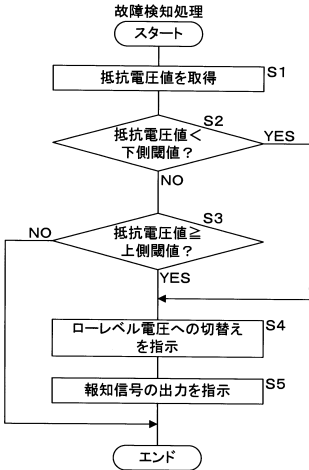 故障検知処理
スタート
抵抗電圧値を取得
S1
抵抗電圧値<
下側閾値？
S2
YES
NO
抵抗電圧値≧
上側閾値？
S3
NO
YES
ローレベル電圧への切替え
を指示
S4
報知信号の出力を指示
S5
エンド